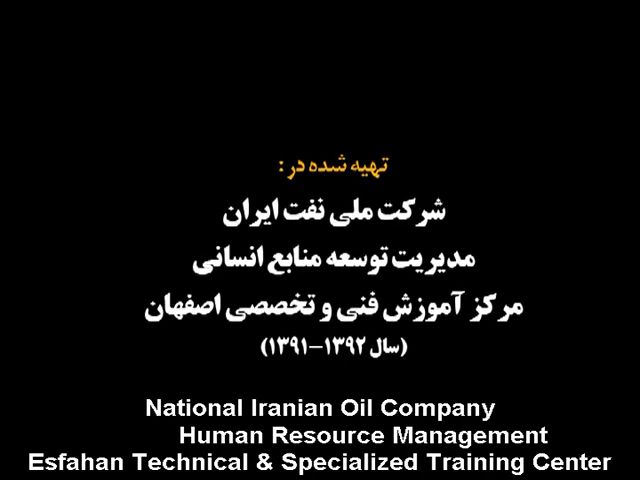 تهیه شده در :
شرکت ملی نفت ایران
مدیریت توسعه منابع انسانی
مرکز آموزش فنی و تخصصی اصفهان
(سال ۱۳۹۲-۱۳۹۱)
National Iranian Oil Company
Human Resource Management
Esfahan Technical & Specialized Training Center